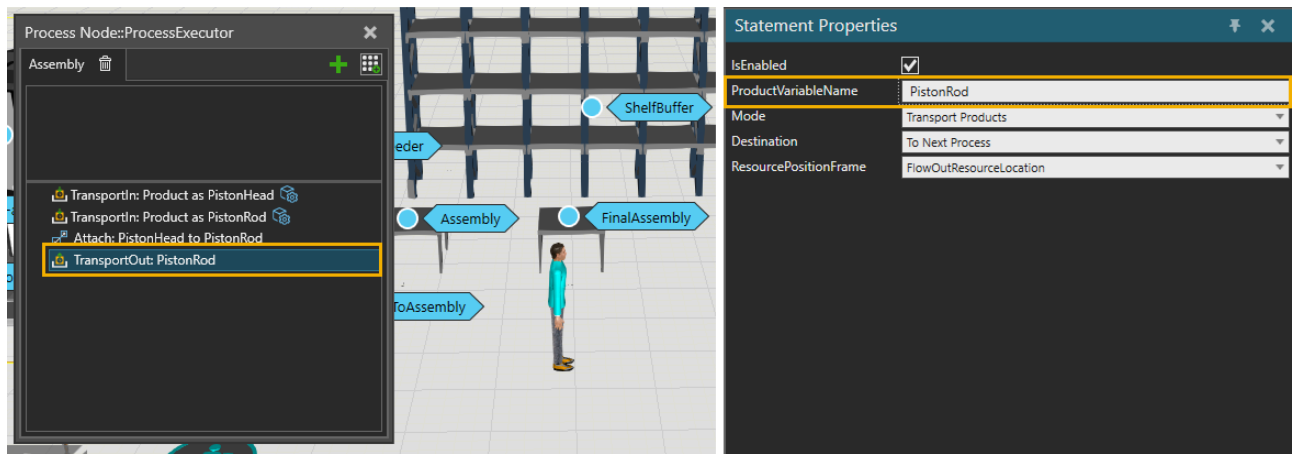 Process Node::ProcessExecutor
Assembly
TransportIn: Product as PistonHead
TransportIn: Product as PistonRod
Attach: PistonHead to PistonRod
TransportOut: PistonRod
ShelfBuffer
eeder
Assembly
FinalAssembly
ToAssembly
Statement Properties
IsEnabled
ProductVariableName PistonRod
Mode Transport Products
Destination To Next Process
ResourcePositionFrame FlowOutResourceLocation